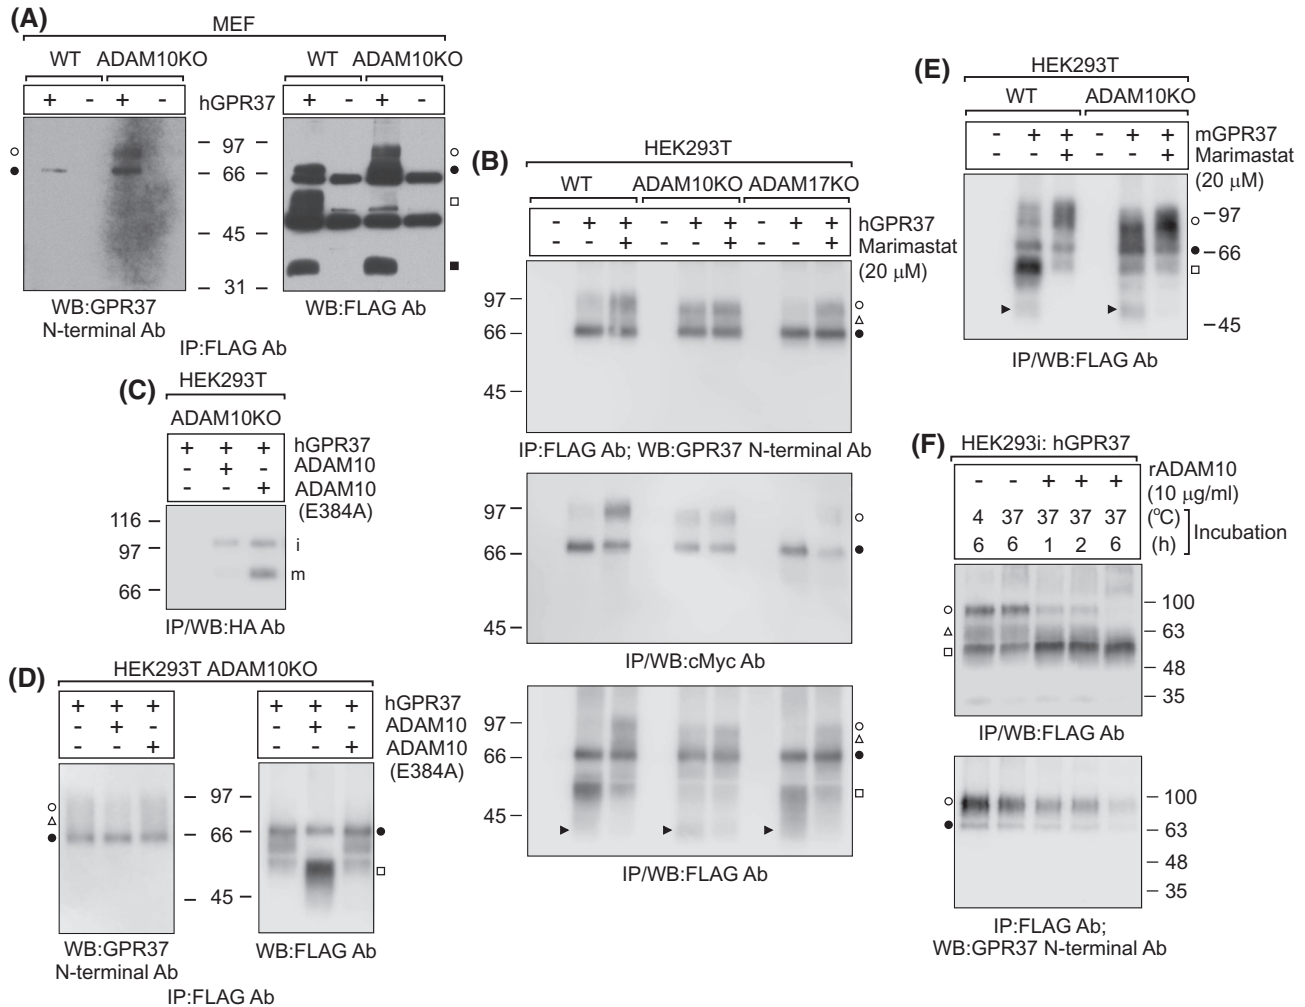 (A)
MEF
WT ADAM10KO WT ADAM10KO
+ - + - hGPR37 + - + -
97
66
45
31
WB:GPR37
N-terminal Ab
WB:FLAG Ab
IP:FLAG Ab
(B)
HEK293T
WT ADAM10KO ADAM17KO
- + + - + + - + + hGPR37
- - + - - + - - + Marimastat
(20 µM)
97
66
45
IP:FLAG Ab; WB:GPR37 N-terminal Ab
97
66
45
IP/WB:cMyc Ab
97
66
45
IP/WB:FLAG Ab
(C)
HEK293T
ADAM10KO
+ + + hGPR37
- + - ADAM10
- - + ADAM10
(E384A)
116
97
66
i
m
IP/WB:HA Ab
(D)
HEK293T ADAM10KO
+ + + + + + hGPR37
- + - - + - ADAM10
- - + - - + ADAM10
(E384A)
97
66
45
WB:GPR37
N-terminal Ab
WB:FLAG Ab
IP:FLAG Ab
(E)
HEK293T
WT ADAM10KO
- + + - + + mGPR37
- - + - - + Marimastat
(20 µM)
97
66
45
IP/WB:FLAG Ab
(F)
HEK293i: hGPR37
- - + + + rADAM10
(10 µg/ml)
4 37 37 37 37 (°C)
6 6 1 2 6 (h)
Incubation
100
63
48
35
IP/WB:FLAG Ab
100
63
48
35
IP:FLAG Ab;
WB:GPR37 N-terminal Ab